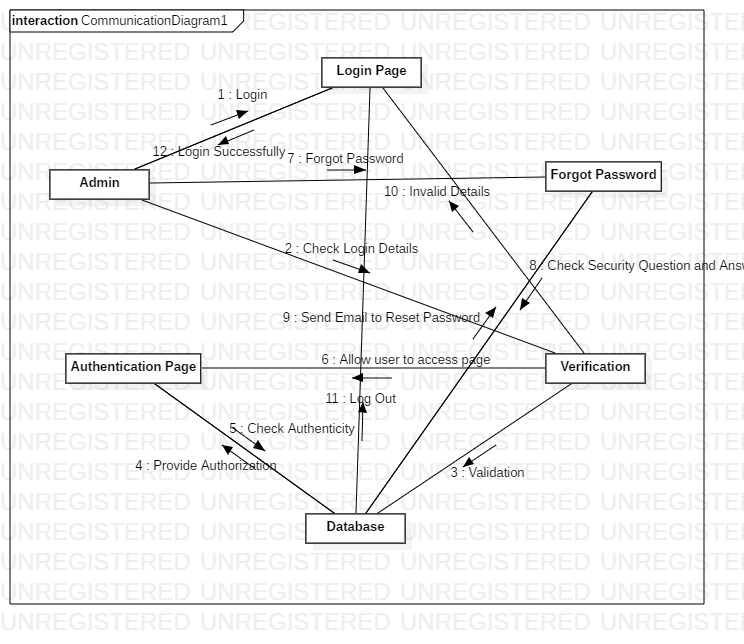 interaction CommunicationDiagram1
Login Page
1 : Login
12 : Login Successfully
7 : Forgot Password
Admin
Forgot Password
10 : Invalid Details
2 : Check Login Details
8 : Check Security Question and Answ
9 : Send Email to Reset Password
6 : Allow user to access page
Authentication Page
Verification
11 : Log Out
5 : Check Authenticity
4 : Provide Authorization
3 : Validation
Database
UNREGISTERED